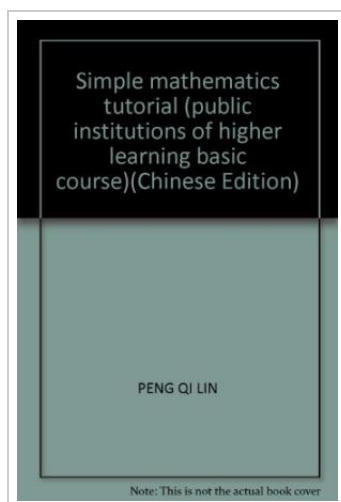 Simple mathematics
tutorial (public
institutions of higher
learning basic
course)(Chinese Edition)
PENG QI LIN
Note: This is not the actual book cover